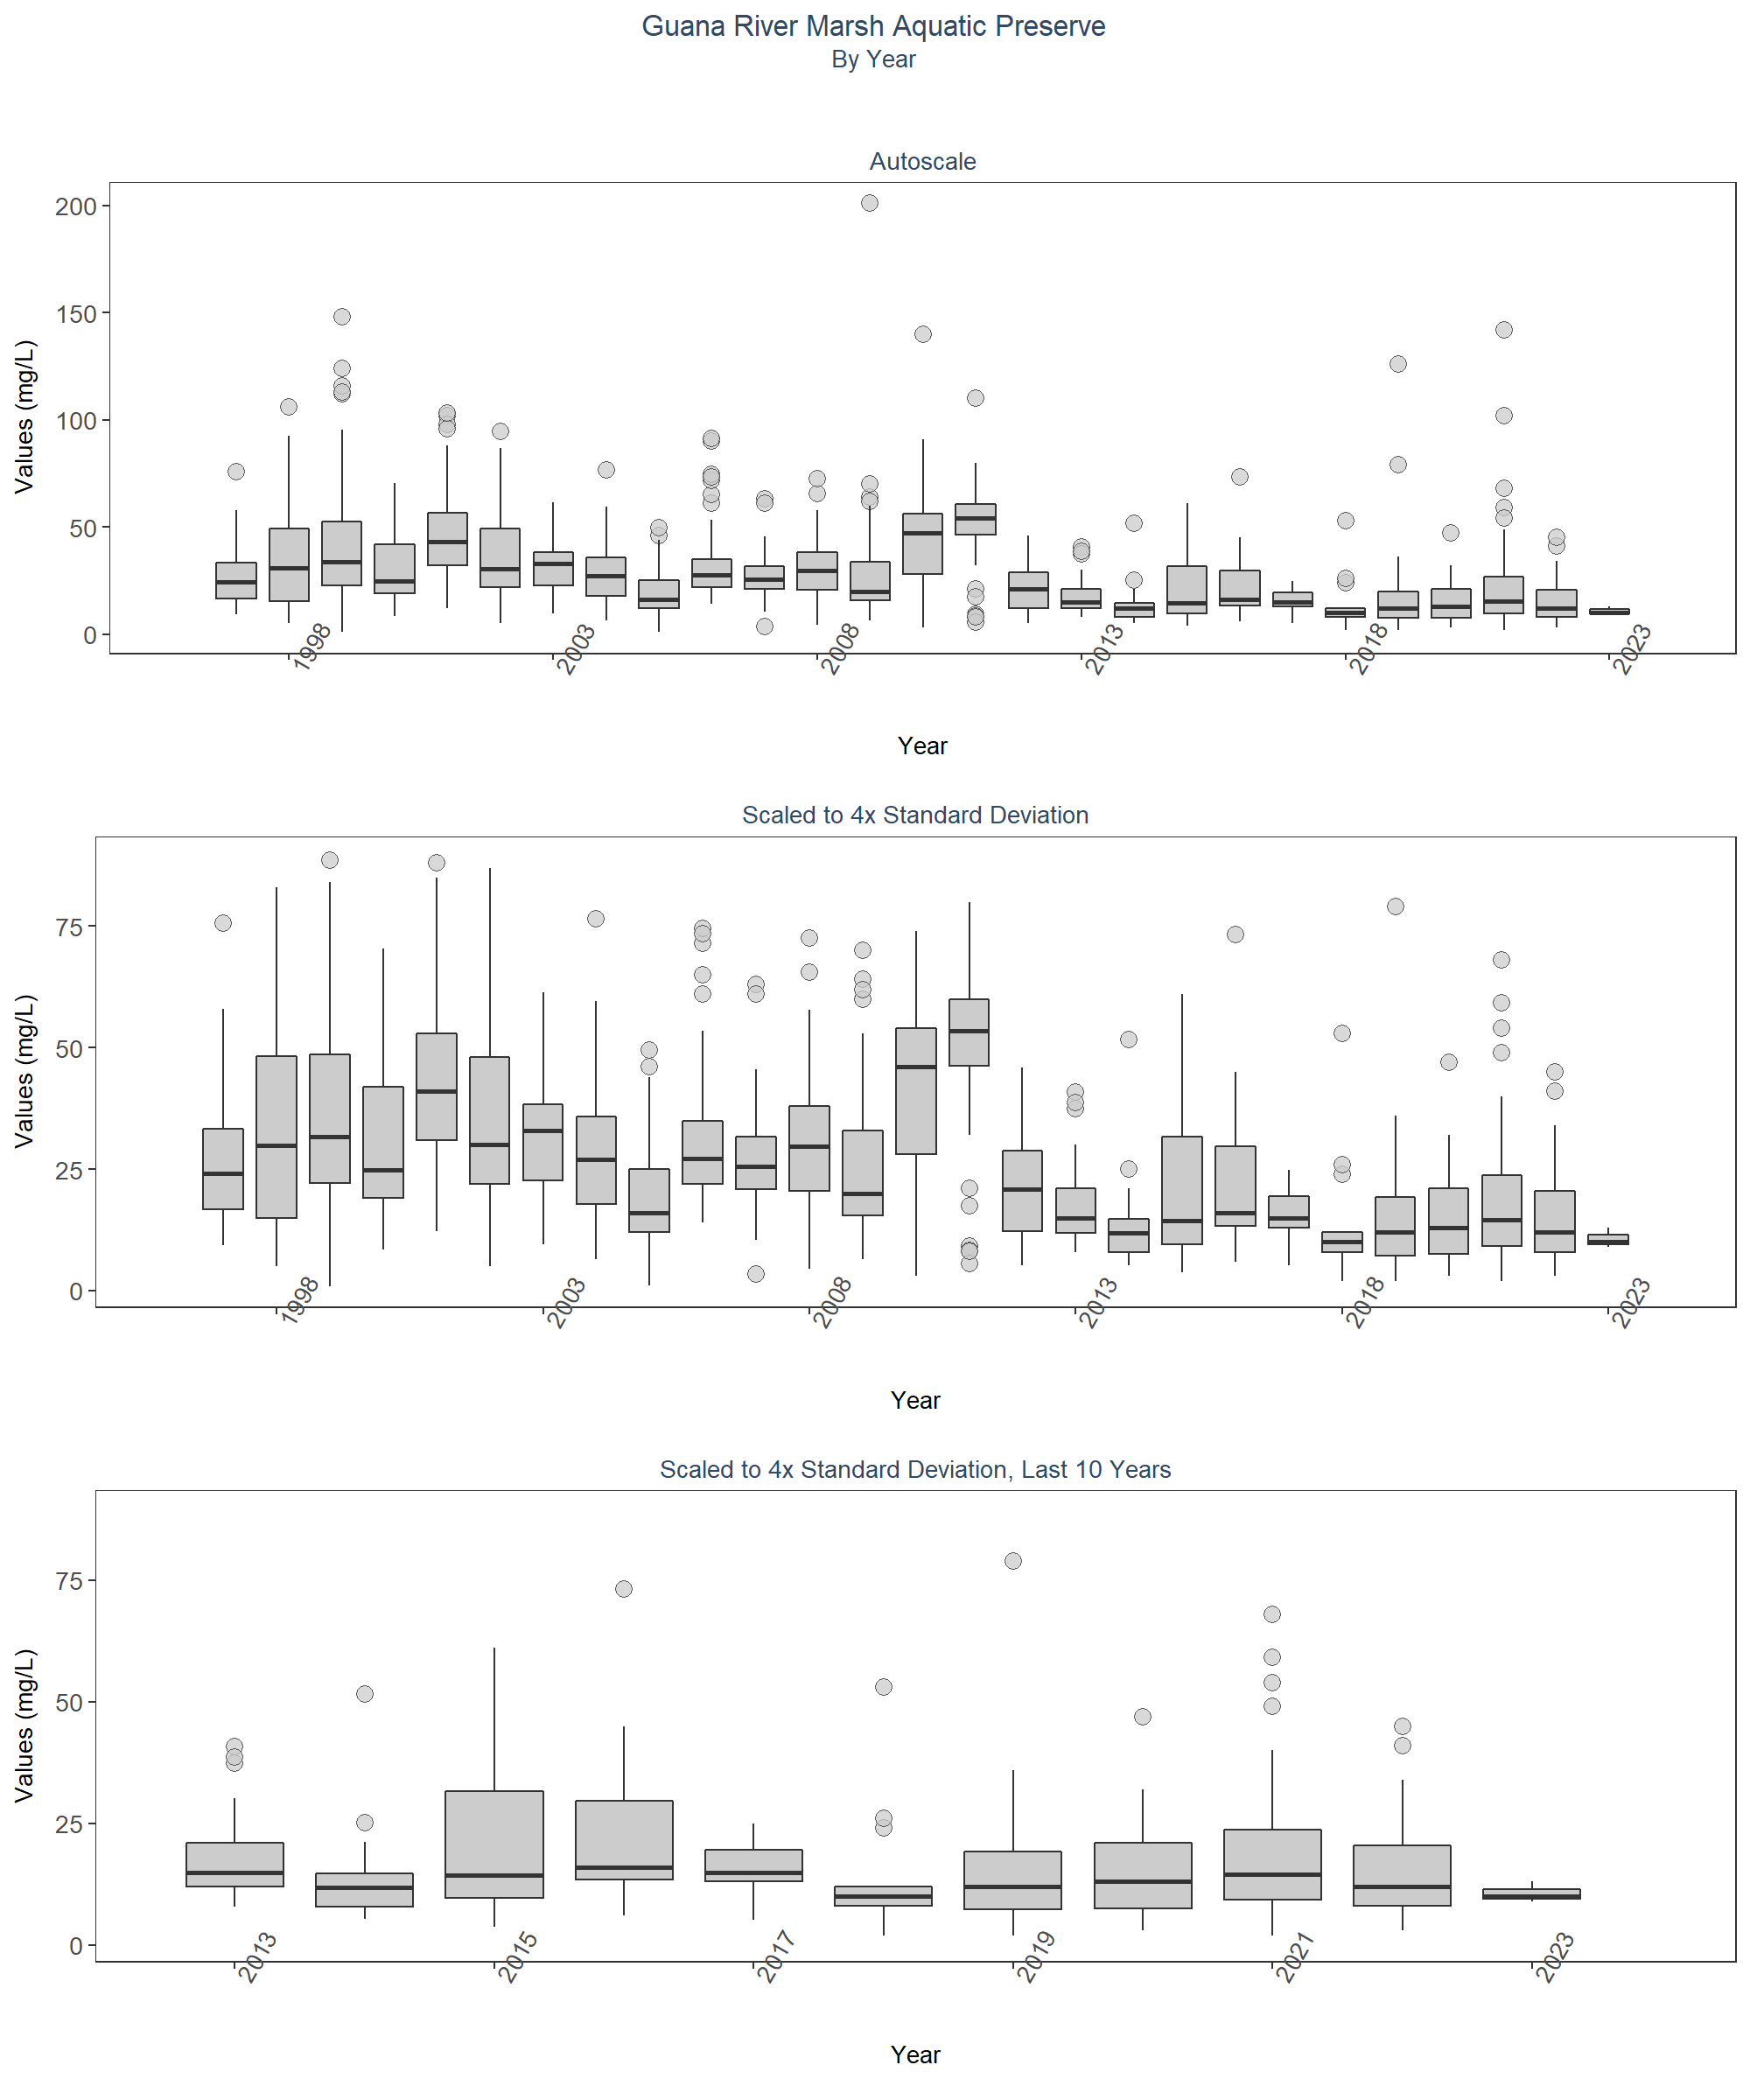 Guana River Marsh Aquatic Preserve
By Year
Autoscale
Values (mg/L)
200
150
100
50
0
1998 2003 2008 2013 2018 2023
Year
Scaled to 4x Standard Deviation
Values (mg/L)
75
50
25
0
1998 2003 2008 2013 2018 2023
Year
Scaled to 4x Standard Deviation, Last 10 Years
Values (mg/L)
75
50
25
0
2013 2015 2017 2019 2021 2023
Year